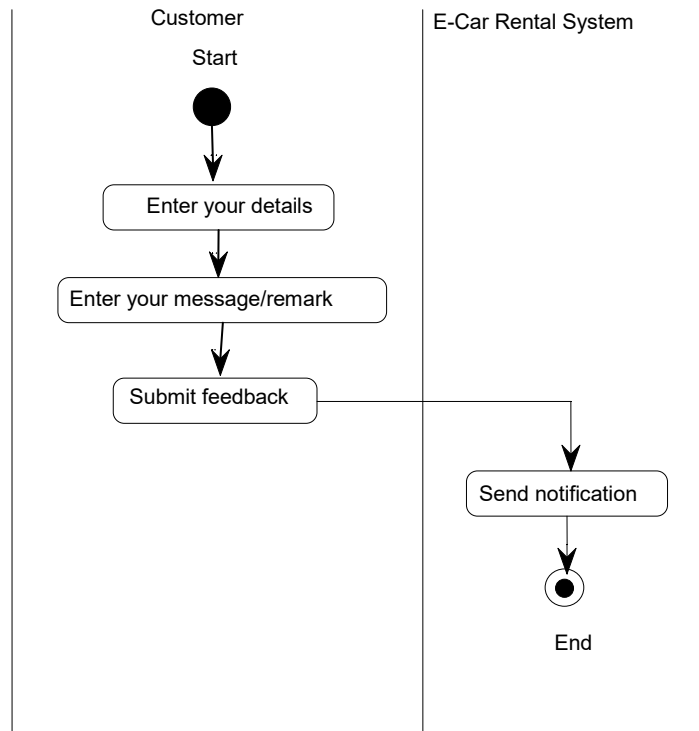 Customer
E-Car Rental System
Start
Enter your details
Enter your message/remark
Submit feedback
Send notification
End